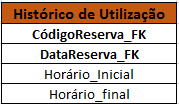 Histórico de Utilização
CódigoReserva_FK
DataReserva_FK
Horário_Inicial
Horário_final